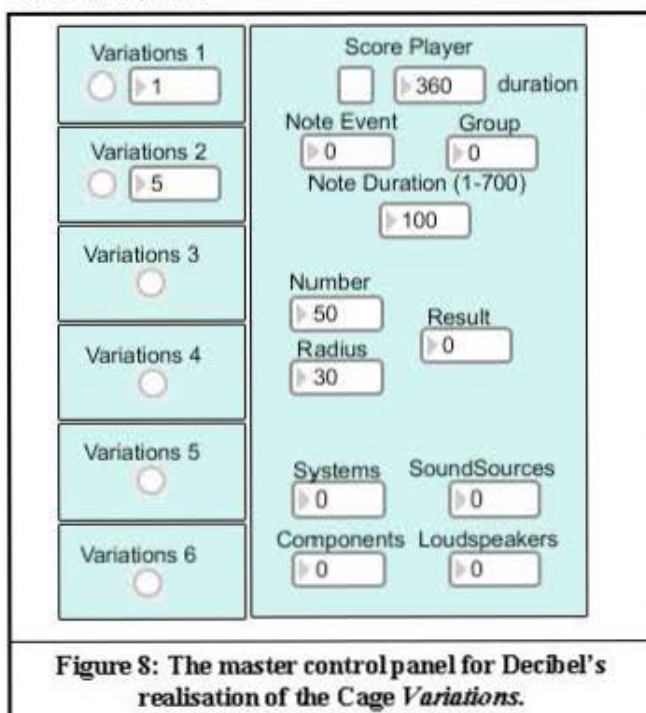 Variations 1
1
Variations 2
5
Variations 3
Variations 4
Variations 5
Variations 6
Score Player
360 duration
Note Event Group
0 0
Note Duration (1-700)
100
Number
50
Result
Radius
0
30
Systems SoundSources
0 0
Components Loudspeakers
0 0
Figure 8: The master control panel for Decibel's
realisation of the Cage Variations.